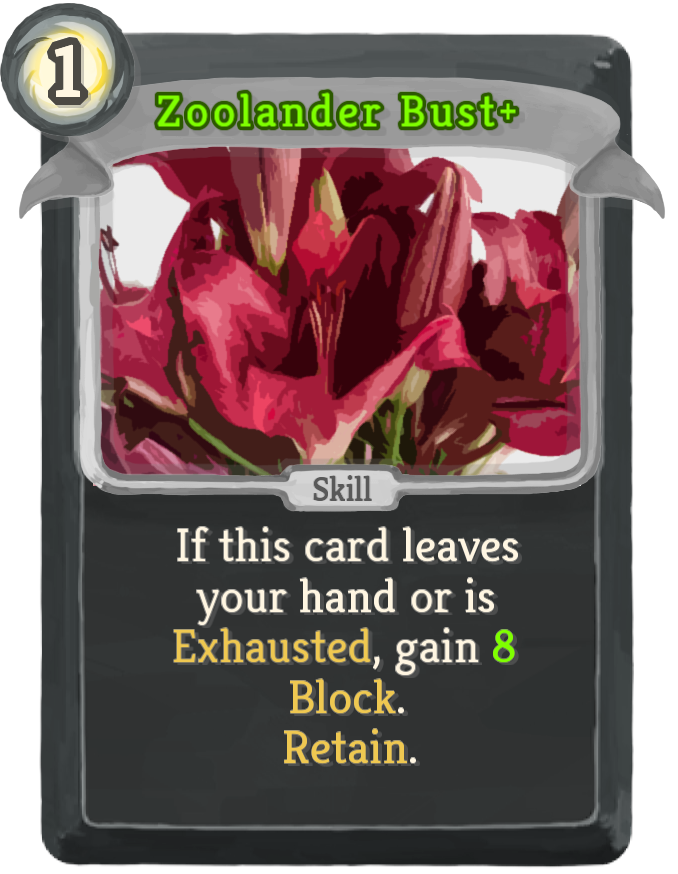 1
Zoolander Bust+
Skill
If this card leaves
your hand or is
Exhausted, gain 8
Block.
Retain.